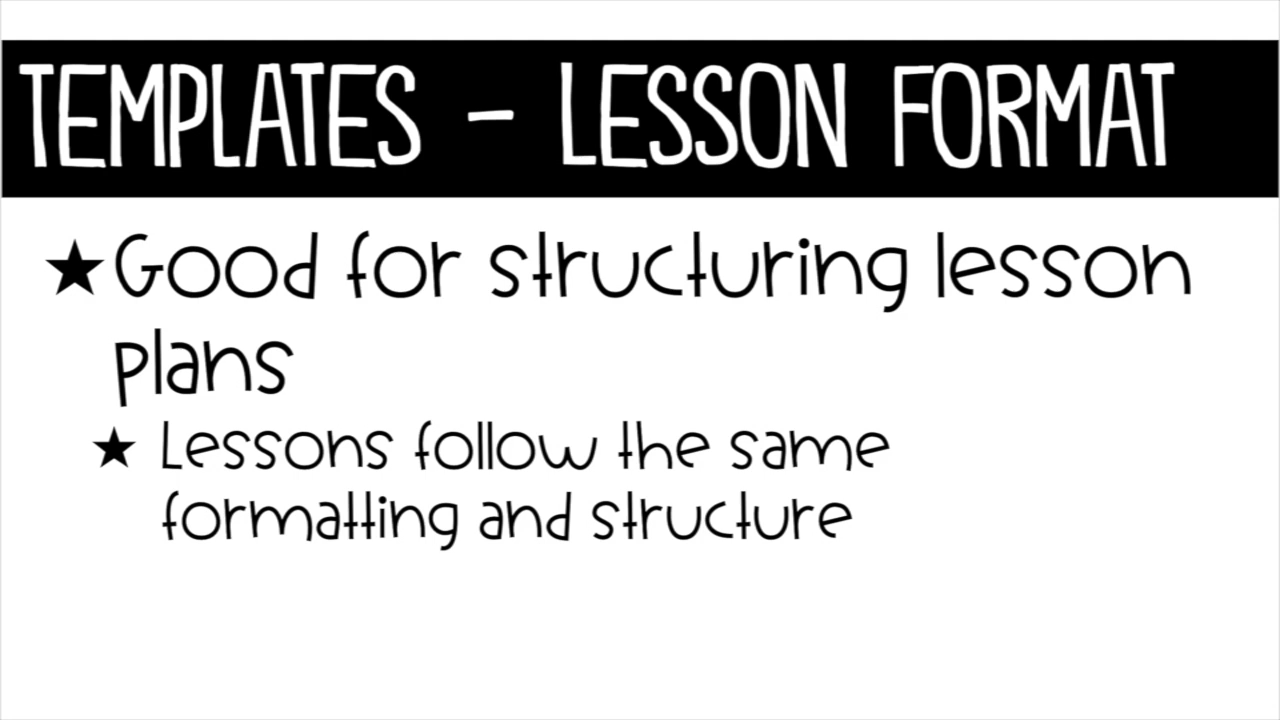 TEMPLATES - LESSON FORMAT
★Good for structuring lesson
plans
★ Lessons follow the same
formatting and structure